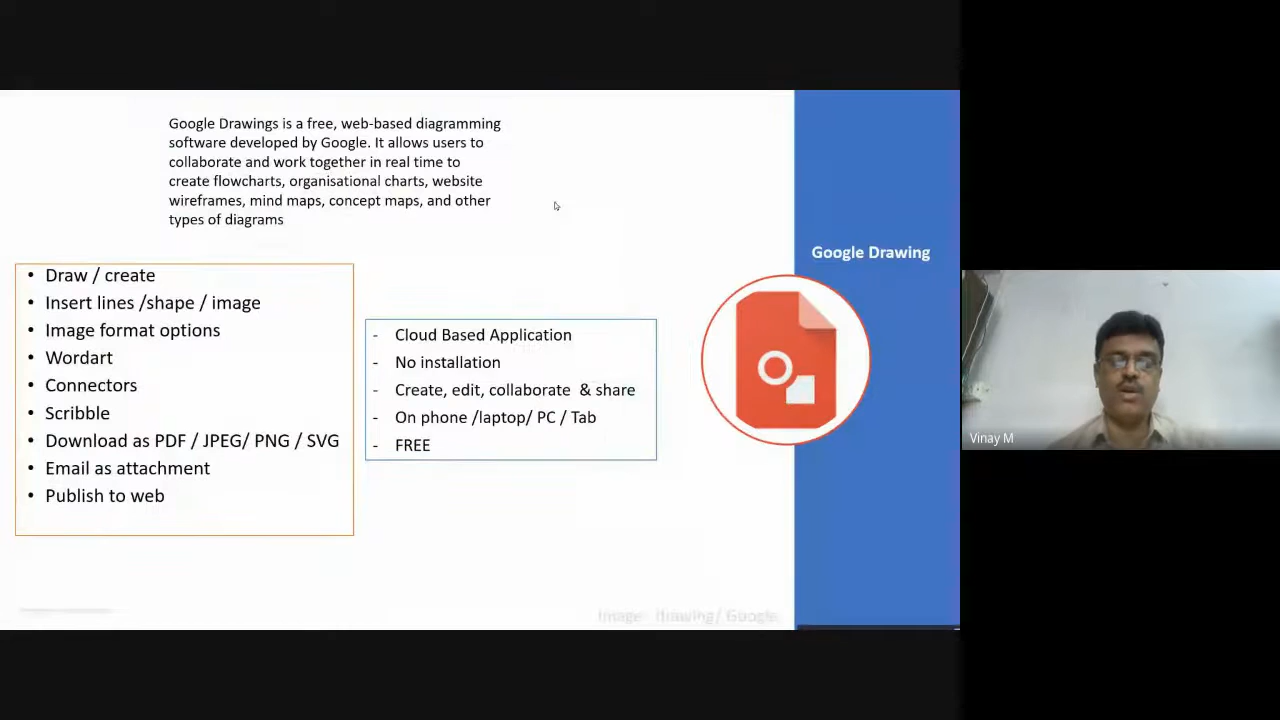 Google Drawings is a free, web-based diagramming
software developed by Google. It allows users to
collaborate and work together in real time to
create flowcharts, organisational charts, website
wireframes, mind maps, concept maps, and other
types of diagrams
Google Drawing
• Draw / create
• Insert lines /shape / image
• Image format options
• Wordart
• Connectors
• Scribble
• Download as PDF / JPEG/ PNG / SVG
• Email as attachment
• Publish to web
- Cloud Based Application
- No installation
- Create, edit, collaborate & share
- On phone /laptop/ PC / Tab
- FREE
Vinay M
Image drawing/ Google